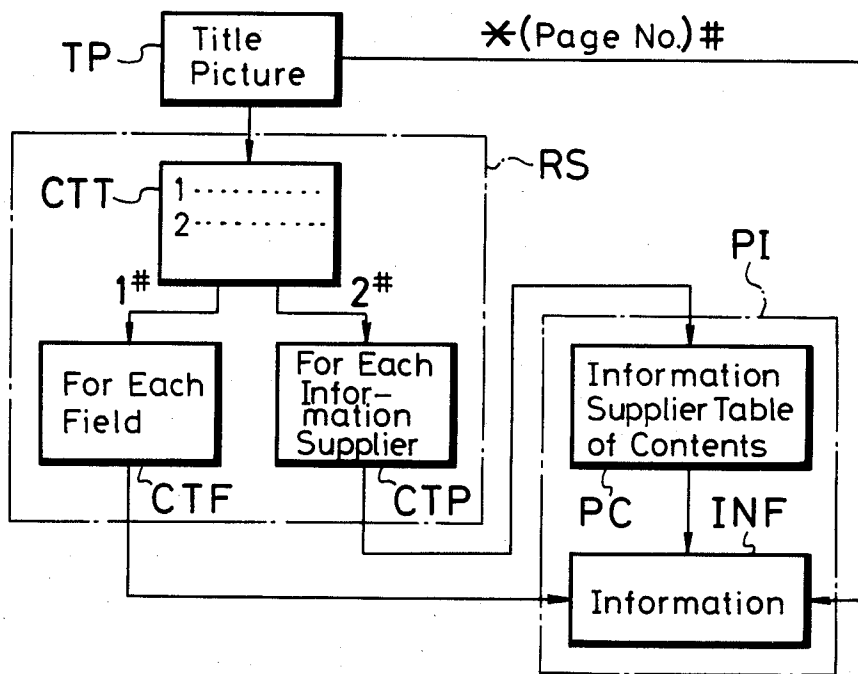 TP
Title
Picture
*(Page No.)#
RS
CTT
1..........
2..........
PI
1#
2#
For Each
Field
For Each
Infor-
mation
Supplier
Information
Supplier Table
of Contents
CTF
CTP
PC
INF
Information